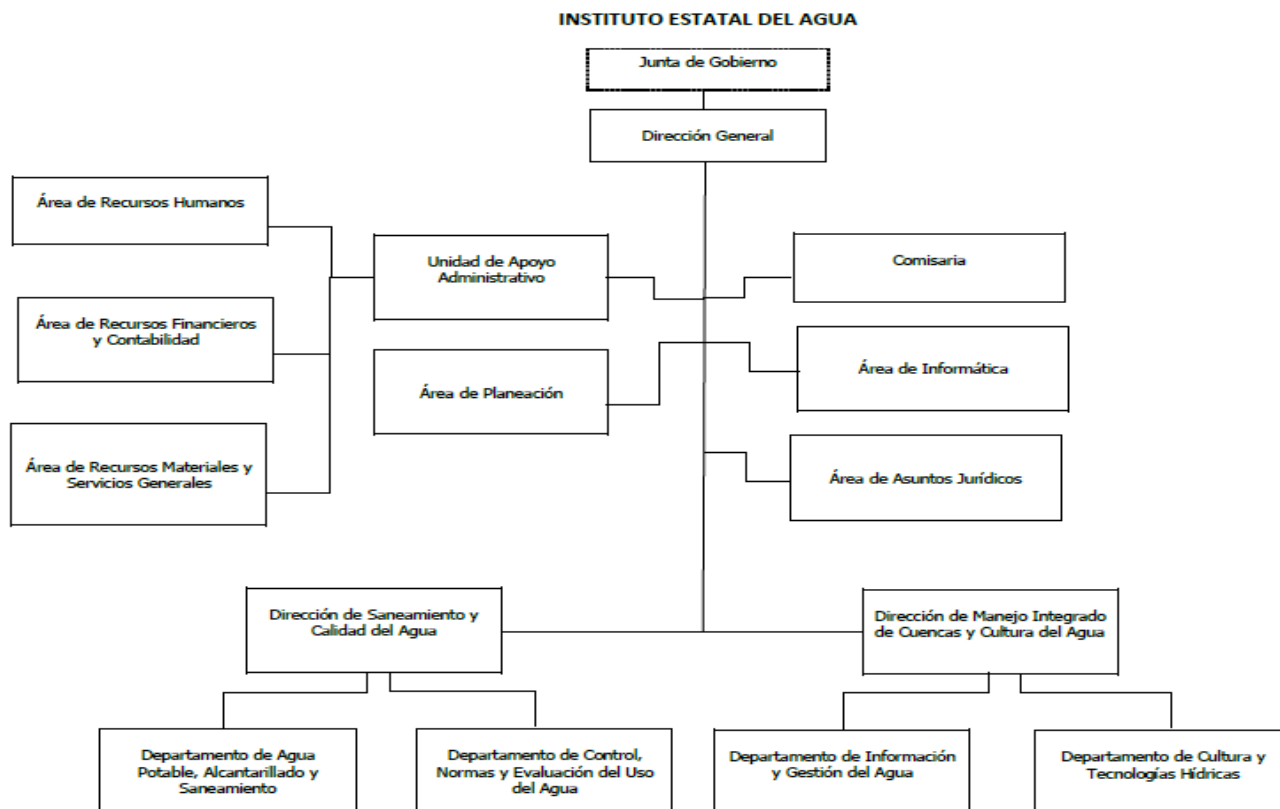 INSTITUTO ESTATAL DEL AGUA
Junta de Gobierno
Dirección General
Área de Recursos Humanos
Unidad de Apoyo
Administrativo
Comisaria
Área de Recursos Financieros
y Contabilidad
Área de Planeación
Área de Informática
Área de Recursos Materiales y
Servicios Generales
Área de Asuntos Jurídicos
Dirección de Saneamiento y
Calidad del Agua
Dirección de Manejo Integrado
de Cuencas y Cultura del Agua
Departamento de Agua
Potable, Alcantarillado y
Saneamiento
Departamento de Control,
Normas y Evaluación del Uso
del Agua
Departamento de Información
y Gestión del Agua
Departamento de Cultura y
Tecnologías Hídricas